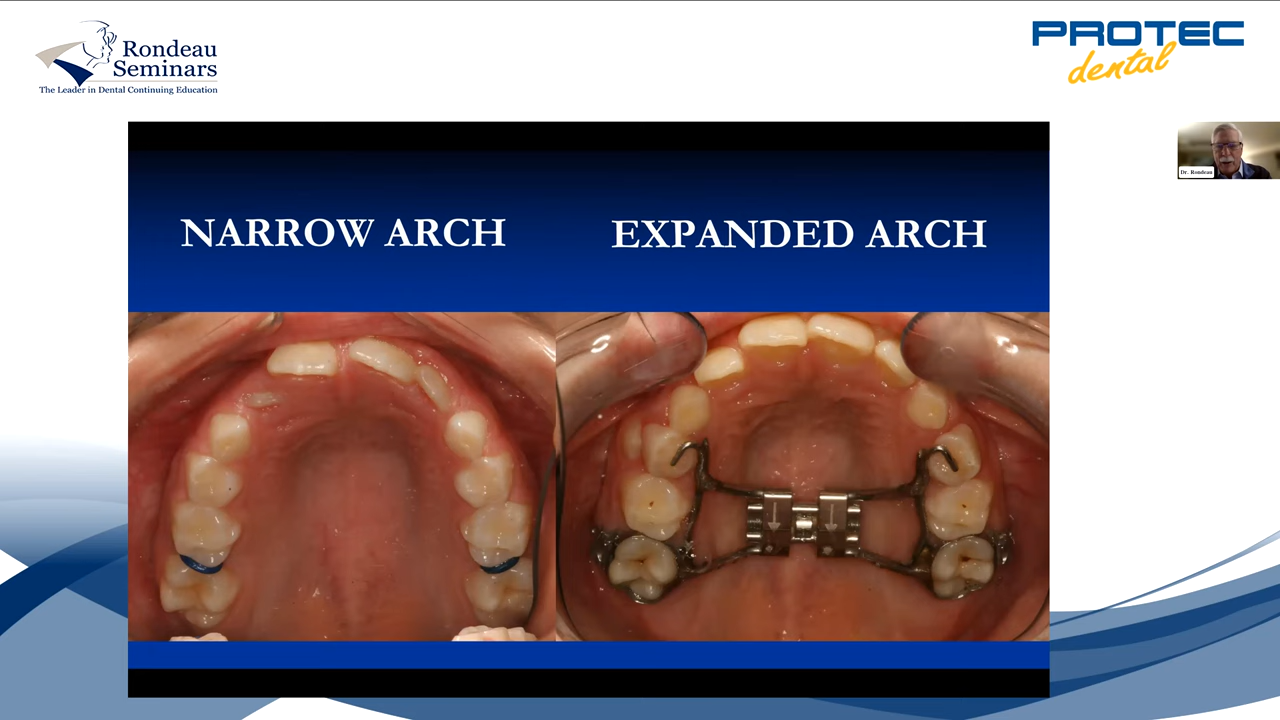 Rondeau
Seminars
The Leader in Dental Continuing Education
PROTEC
dental
Dr. Rondeau
NARROW ARCH
EXPANDED ARCH